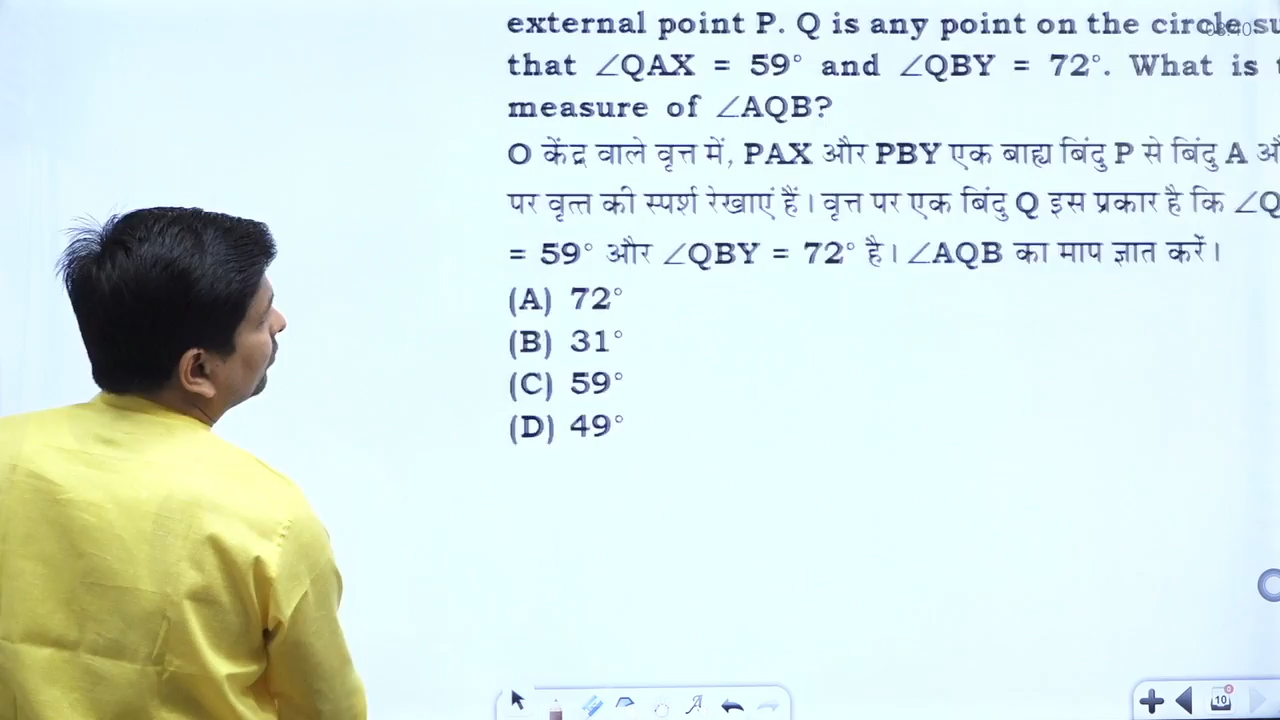 external point P. Q is any point on the circle su
that ∠QAX = 59° and ∠QBY = 72°. What is t
measure of ∠AQB?
O केंद्र वाले वृत्त में, PAX और PBY एक बाह्य बिंदु P से बिंदु A औ
पर वृत्त की स्पर्श रेखाएं हैं। वृत्त पर एक बिंदु Q इस प्रकार है कि ∠Q
= 59° और ∠QBY = 72° है। ∠AQB का माप ज्ञात करें।
(A) 72°
(B) 31°
(C) 59°
(D) 49°
10